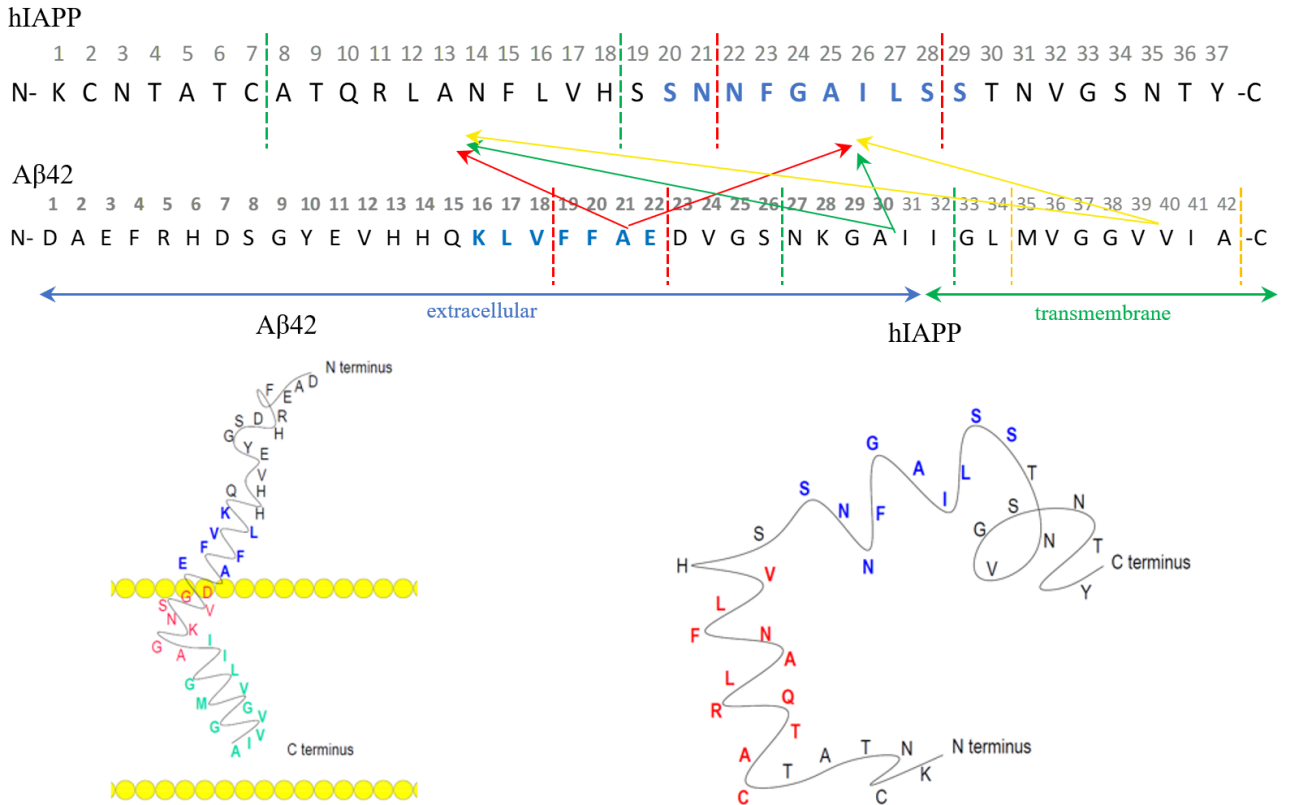 hIAPP
1 2 3 4 5 6 7 8 9 10 11 12 13 14 15 16 17 18 19 20 21 22 23 24 25 26 27 28 29 30 31 32 33 34 35 36 37
N- K C N T A T C A T Q R L A N F L V H S S N N F G A I L S S T N V G S N T Y -C
Aβ42
1 2 3 4 5 6 7 8 9 10 11 12 13 14 15 16 17 18 19 20 21 22 23 24 25 26 27 28 29 30 31 32 33 34 35 36 37 38 39 40 41 42
N- D A E F R H D S G Y E V H H Q K L V F F A E D V G S N K G A I I G L M V G G V V I A -C
extracellular
transmembrane
Aβ42
N terminus
D A E F
R
H
D S
G
Y
E
V
H
H
Q
K
L
V
F
F
A
E
D
V
G
S
N
K
G
A
I
I
G
L
M
V
G
G
V
V
I
A
C terminus
hIAPP
S
S
G
A
L
T
S
N
F
I
S
N
G
S
N
T
C terminus
H
V
N
V
Y
L
F
N
A
L
R
Q
T
A
C
T
A
T
N
K
C
N terminus